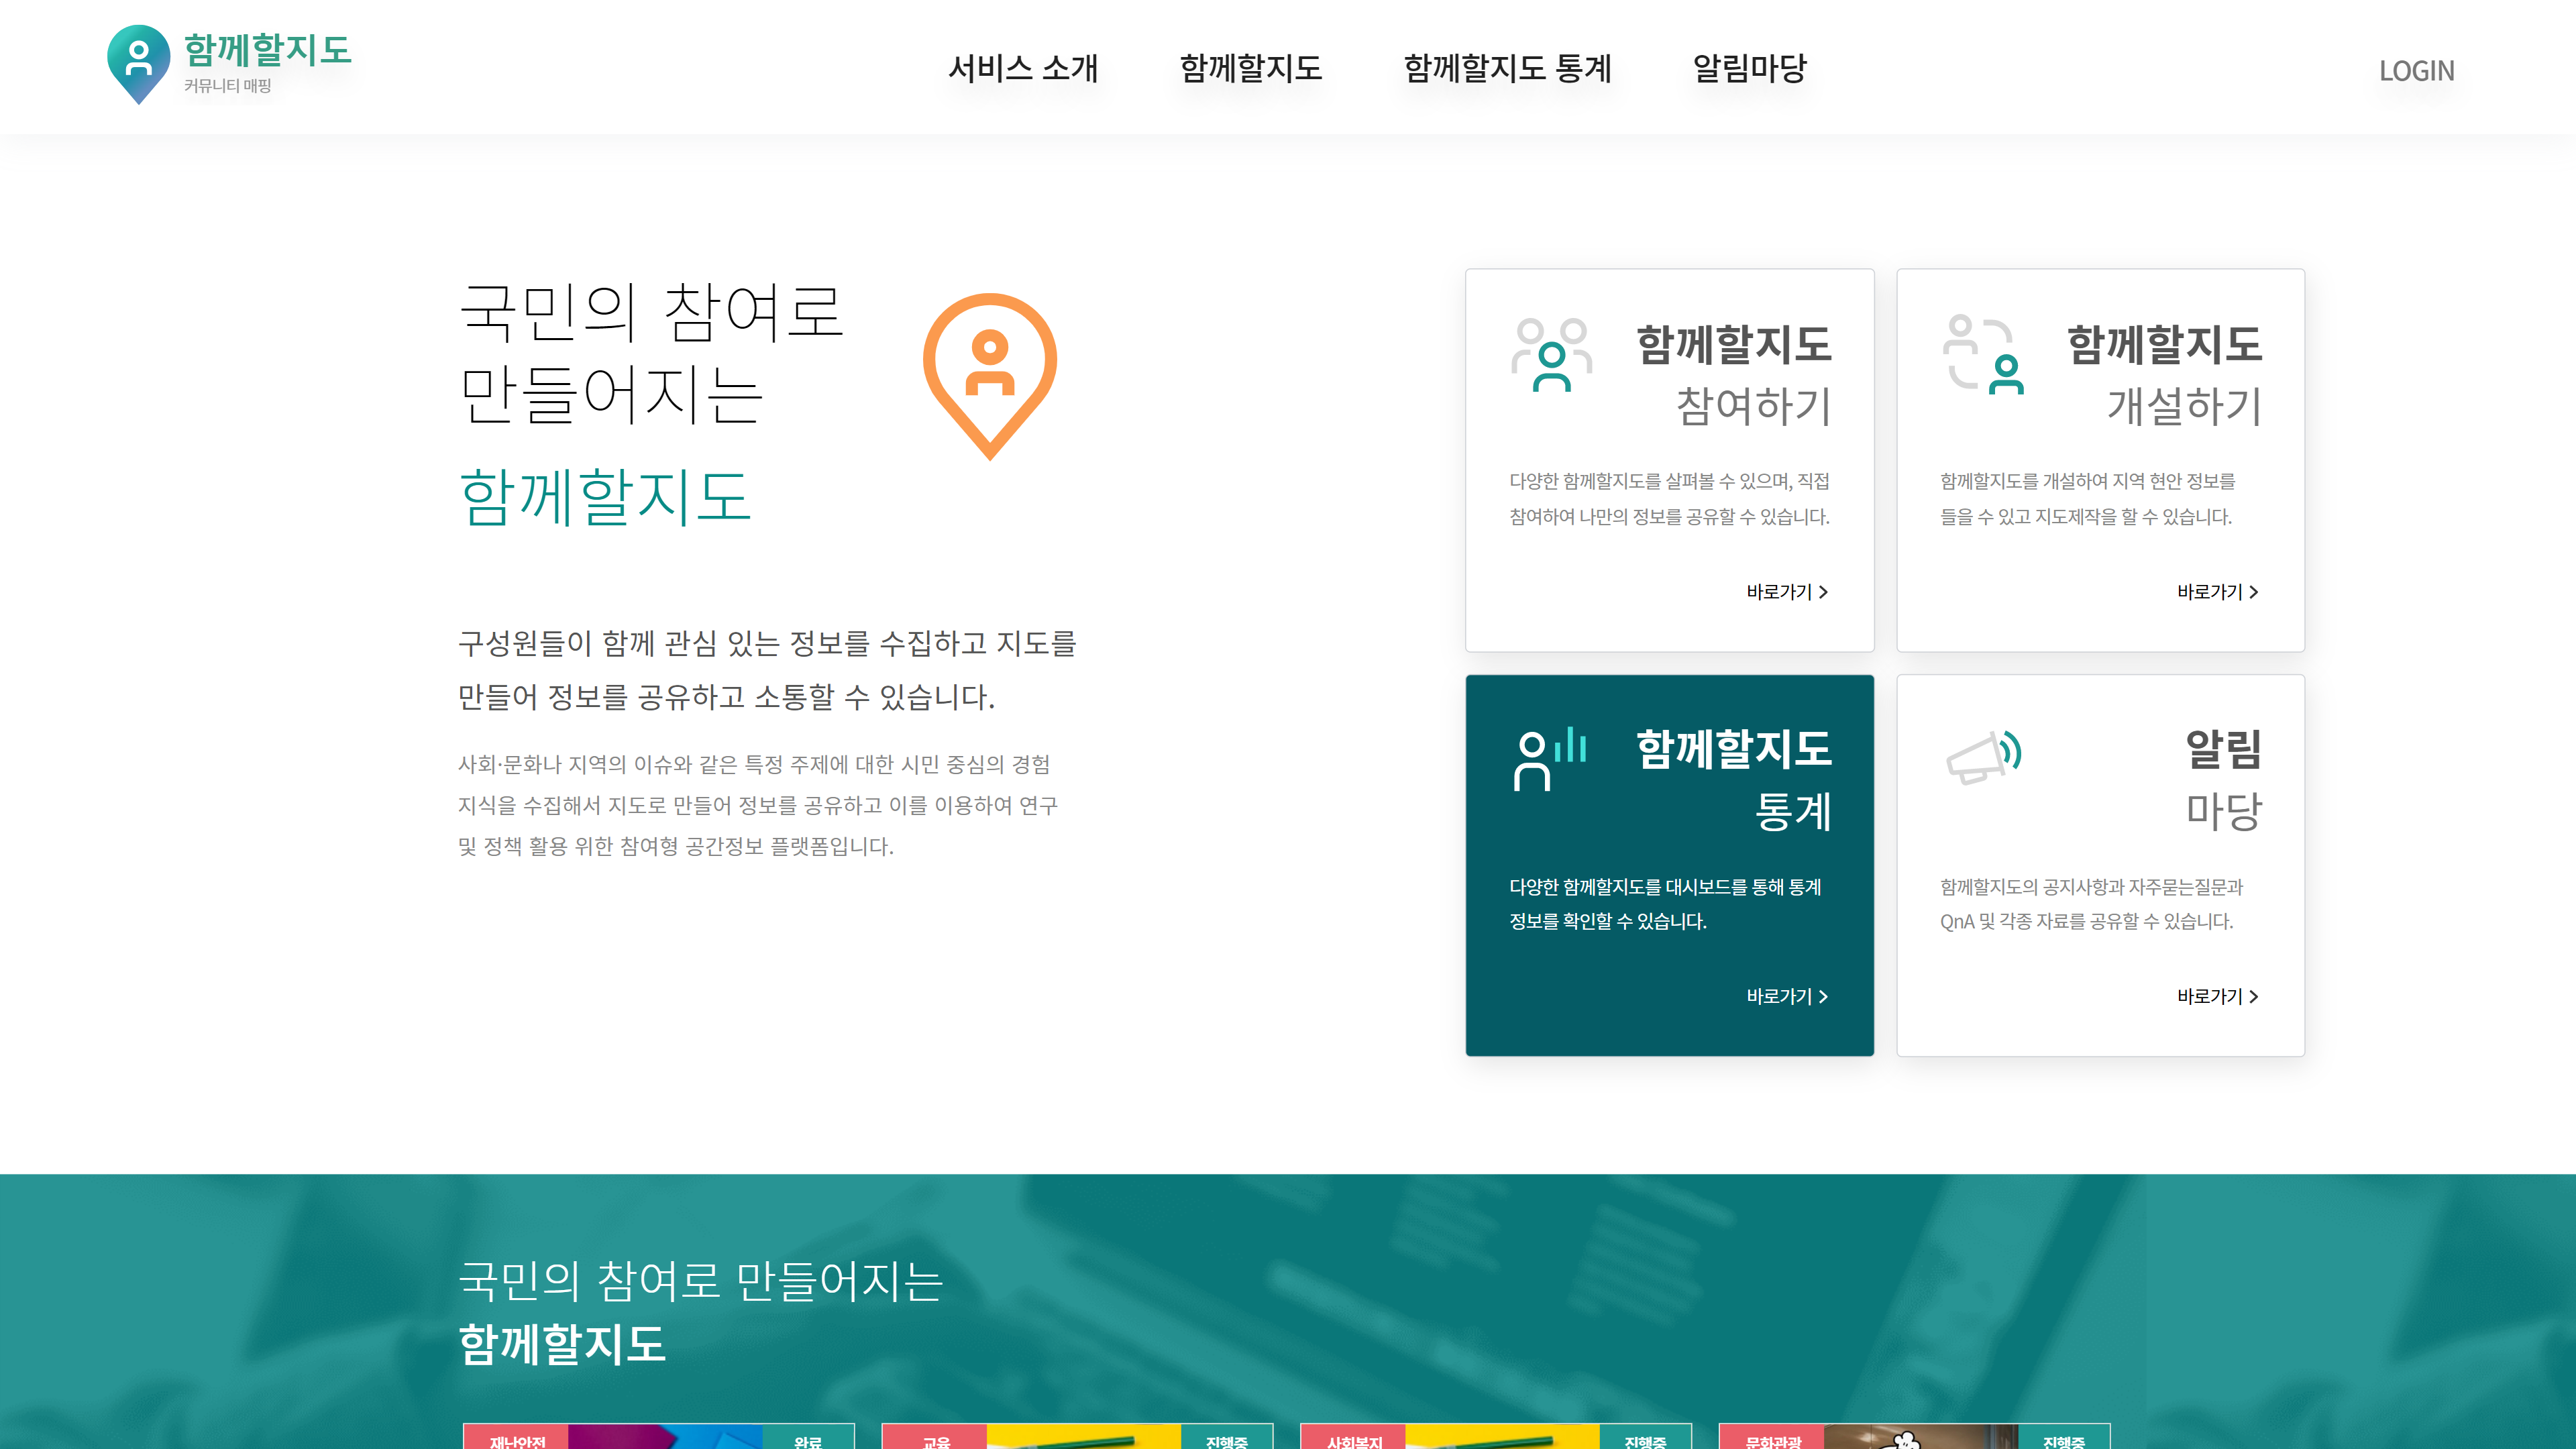 함께할지도
커뮤니티 매핑
서비스 소개
함께할지도
함께할지도 통계
알림마당
LOGIN
국민의 참여로
만들어지는
함께할지도
구성원들이 함께 관심 있는 정보를 수집하고 지도를
만들어 정보를 공유하고 소통할 수 있습니다.
사회·문화나 지역의 이슈와 같은 특정 주제에 대한 시민 중심의 경험
지식을 수집해서 지도로 만들어 정보를 공유하고 이를 이용하여 연구
및 정책 활용 위한 참여형 공간정보 플랫폼입니다.
함께할지도
참여하기
다양한 함께할지도를 살펴볼 수 있으며, 직접
참여하여 나만의 정보를 공유할 수 있습니다.
바로가기
함께할지도
개설하기
함께할지도를 개설하여 지역 현안 정보를
들을 수 있고 지도제작을 할 수 있습니다.
바로가기
함께할지도
통계
다양한 함께할지도를 대시보드를 통해 통계
정보를 확인할 수 있습니다.
바로가기
알림
마당
함께할지도의 공지사항과 자주묻는질문과
QnA 및 각종 자료를 공유할 수 있습니다.
바로가기
국민의 참여로 만들어지는
함께할지도
재난안전
완료
교육
진행중
사회복지
진행중
문화관광
진행중